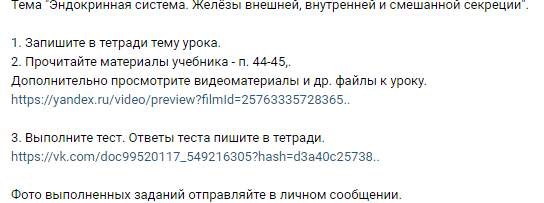 Тема "Эндокринная система. Желёзы внешней, внутренней и смешанной секреции".
1. Запишите в тетради тему урока.
2. Прочитайте материалы учебника - п. 44-45,.
Дополнительно просмотрите видеоматериалы и др. файлы к уроку.
https://yandex.ru/video/preview?filmId=25763335728365..
3. Выполните тест. Ответы теста пишите в тетради.
https://vk.com/doc99520117_549216305?hash=d3a40c25738..
Фото выполненных заданий отправляйте в личном сообщении.